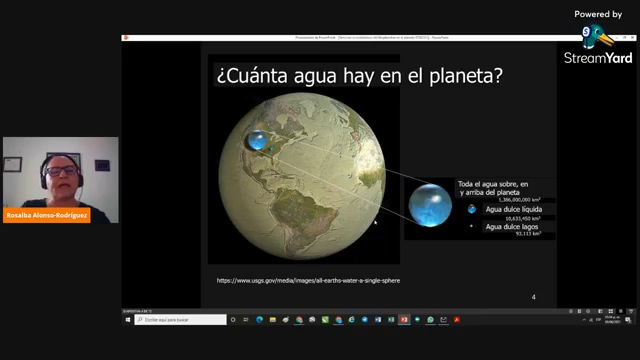 Powered by
StreamYard
¿Cuánta agua hay en el planeta?
Toda el agua sobre, en
y arriba del planeta
1,386,000,000 km³
Agua dulce líquida
10,633,450 km³
Agua dulce lagos
93,113 km³
Rosalba Alonso-Rodríguez
https://www.usgs.gov/media/images/all-earths-water-a-single-sphere
4
Escribe aquí para buscar